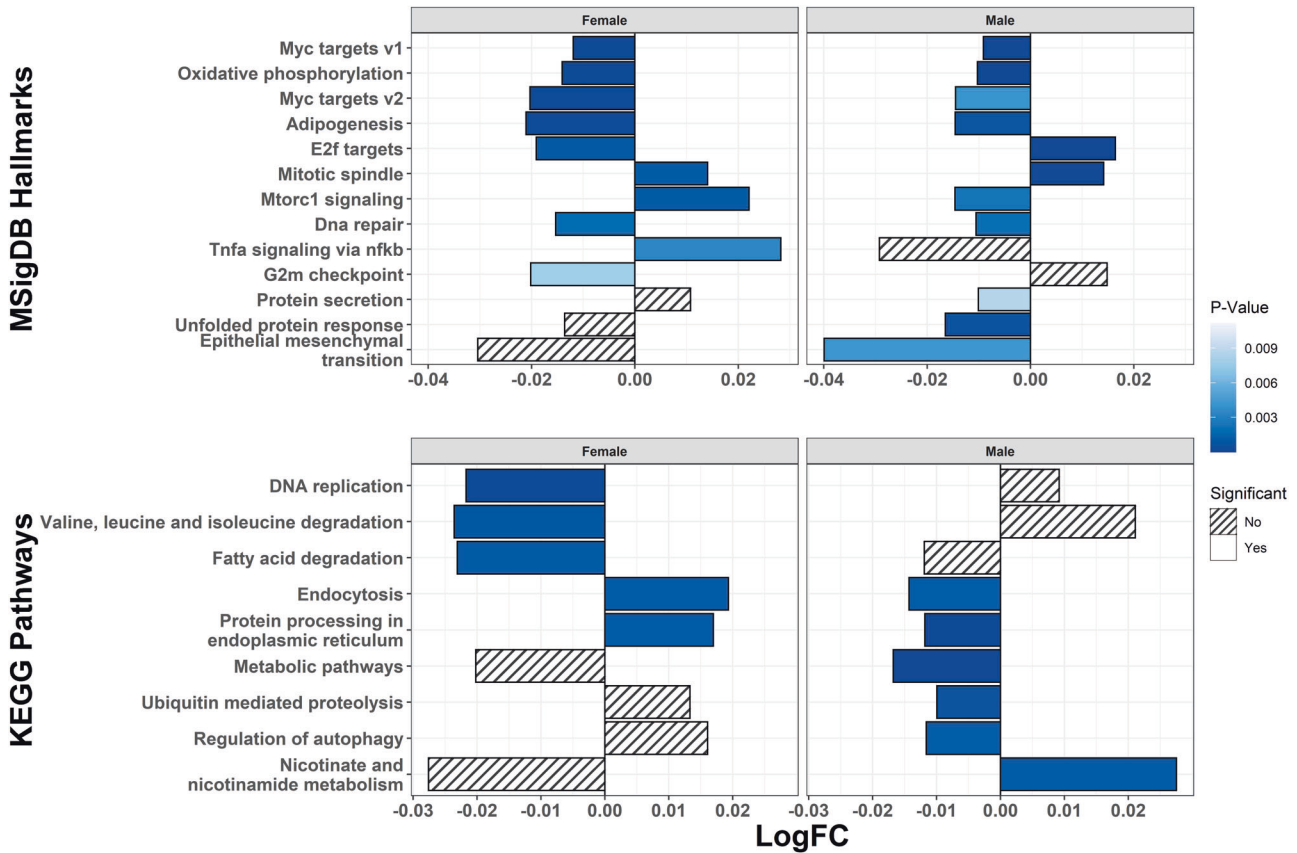 MSigDB Hallmarks
Female
Male
Myc targets v1
Oxidative phosphorylation
Myc targets v2
Adipogenesis
E2f targets
Mitotic spindle
Mtorc1 signaling
Dna repair
Tnfa signaling via nfkb
G2m checkpoint
Protein secretion
Unfolded protein response
Epithelial mesenchymal
transition
-0.04 -0.02 0.00 0.02
-0.04 -0.02 0.00 0.02
P-Value
0.009
0.006
0.003
Significant
No
Yes
KEGG Pathways
Female
Male
DNA replication
Valine, leucine and isoleucine degradation
Fatty acid degradation
Endocytosis
Protein processing in
endoplasmic reticulum
Metabolic pathways
Ubiquitin mediated proteolysis
Regulation of autophagy
Nicotinate and
nicotinamide metabolism
-0.03 -0.02 -0.01 0.00 0.01 0.02
-0.03 -0.02 -0.01 0.00 0.01 0.02
LogFC